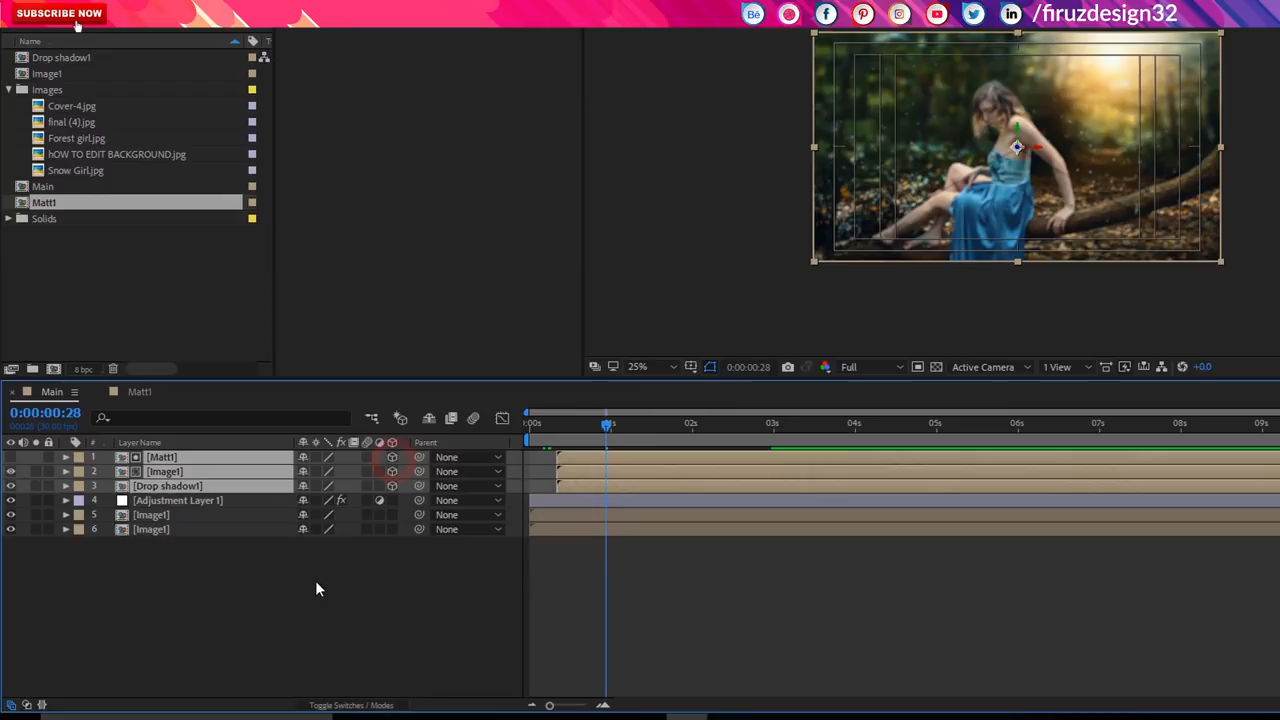 SUBSCRIBE NOW
/firuzdesign32
Name
Drop shadow1
Image1
Images
Cover-4.jpg
final (4).jpg
Forest girl.jpg
hOW TO EDIT BACKGROUND.jpg
Snow Girl.jpg
Main
Matt1
Solids
8 bpc
25%
0:00:00:28
Full
Active Camera
1 View
+0.0
Main
Matt1
0:00:00:28
00028 (30.00 fps)
:00s
02s
03s
04s
05s
06s
07s
08s
09s
# Layer Name
Parent
1 [Matt1] None
2 [Image1] None
3 [Drop shadow1] None
4 [Adjustment Layer 1] fx None
5 [Image1] None
6 [Image1] None
Toggle Switches / Modes